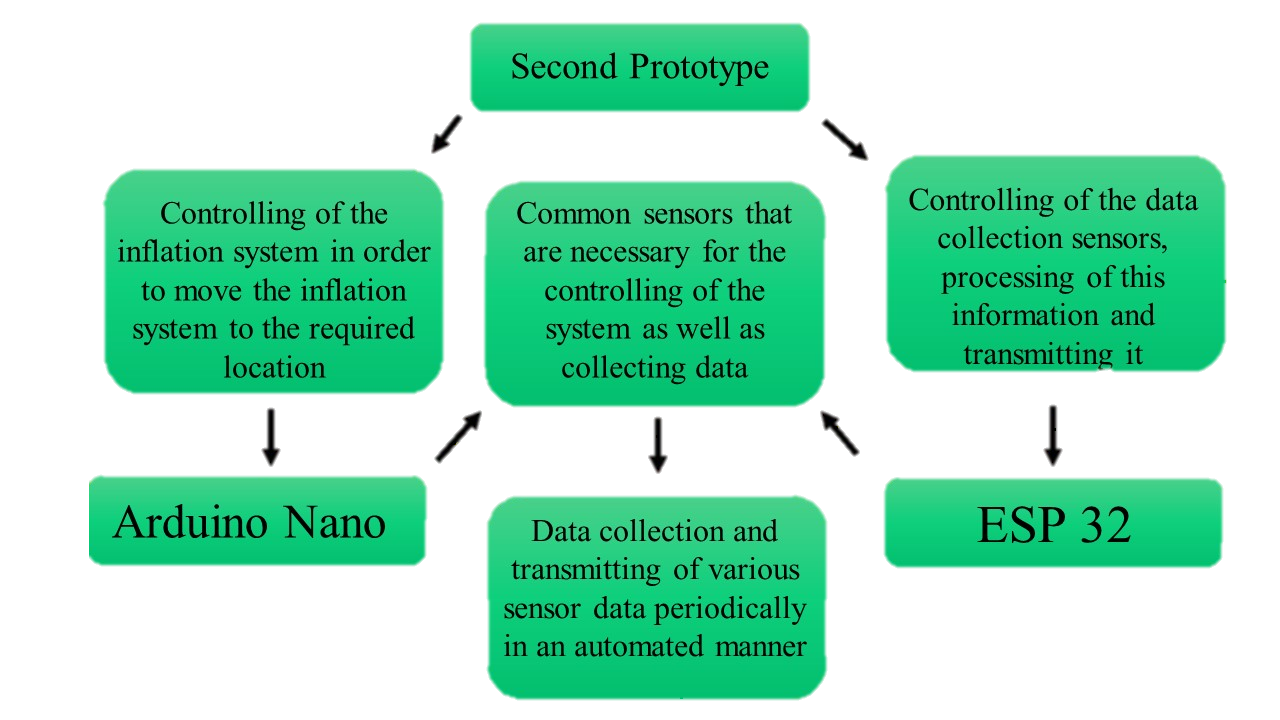 Second Prototype
Controlling of the
inflation system in order
to move the inflation
system to the required
location
Common sensors that
are necessary for the
controlling of the
system as well as
collecting data
Controlling of the data
collection sensors,
processing of this
information and
transmitting it
Arduino Nano
Data collection and
transmitting of various
sensor data periodically
in an automated manner
ESP 32